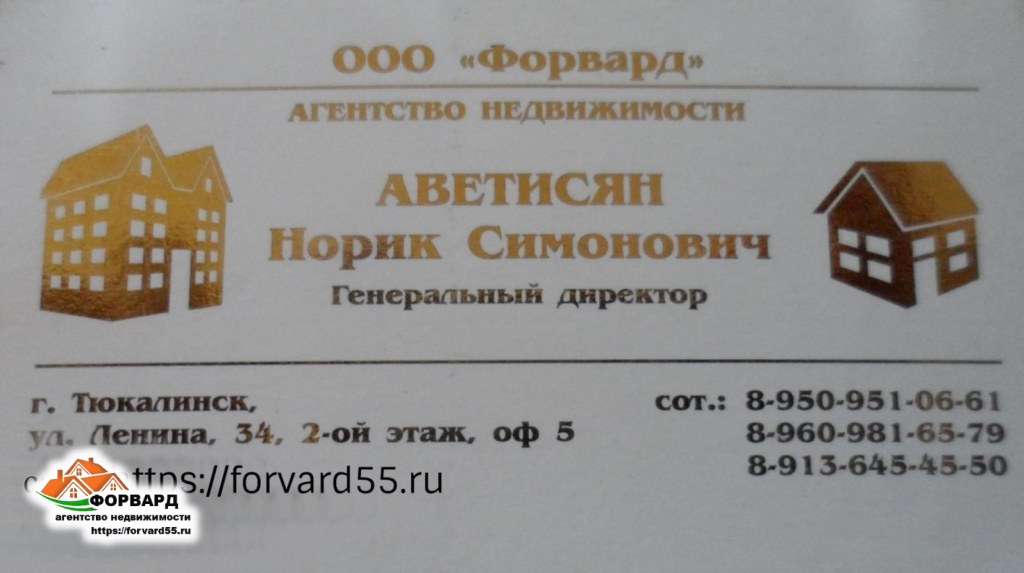 ООО «Форвард»
АГЕНТСТВО НЕДВИЖИМОСТИ
АВЕТИСЯН
Норик Симонович
Генеральный директор
г. Тюкалинск,
ул. Ленина, 34, 2-ой этаж, оф 5
сот.: 8-950-951-06-61
8-960-981-65-79
8-913-645-45-50
https://forvard55.ru
ФОРВАРД
агентство недвижимости
https://forvard55.ru